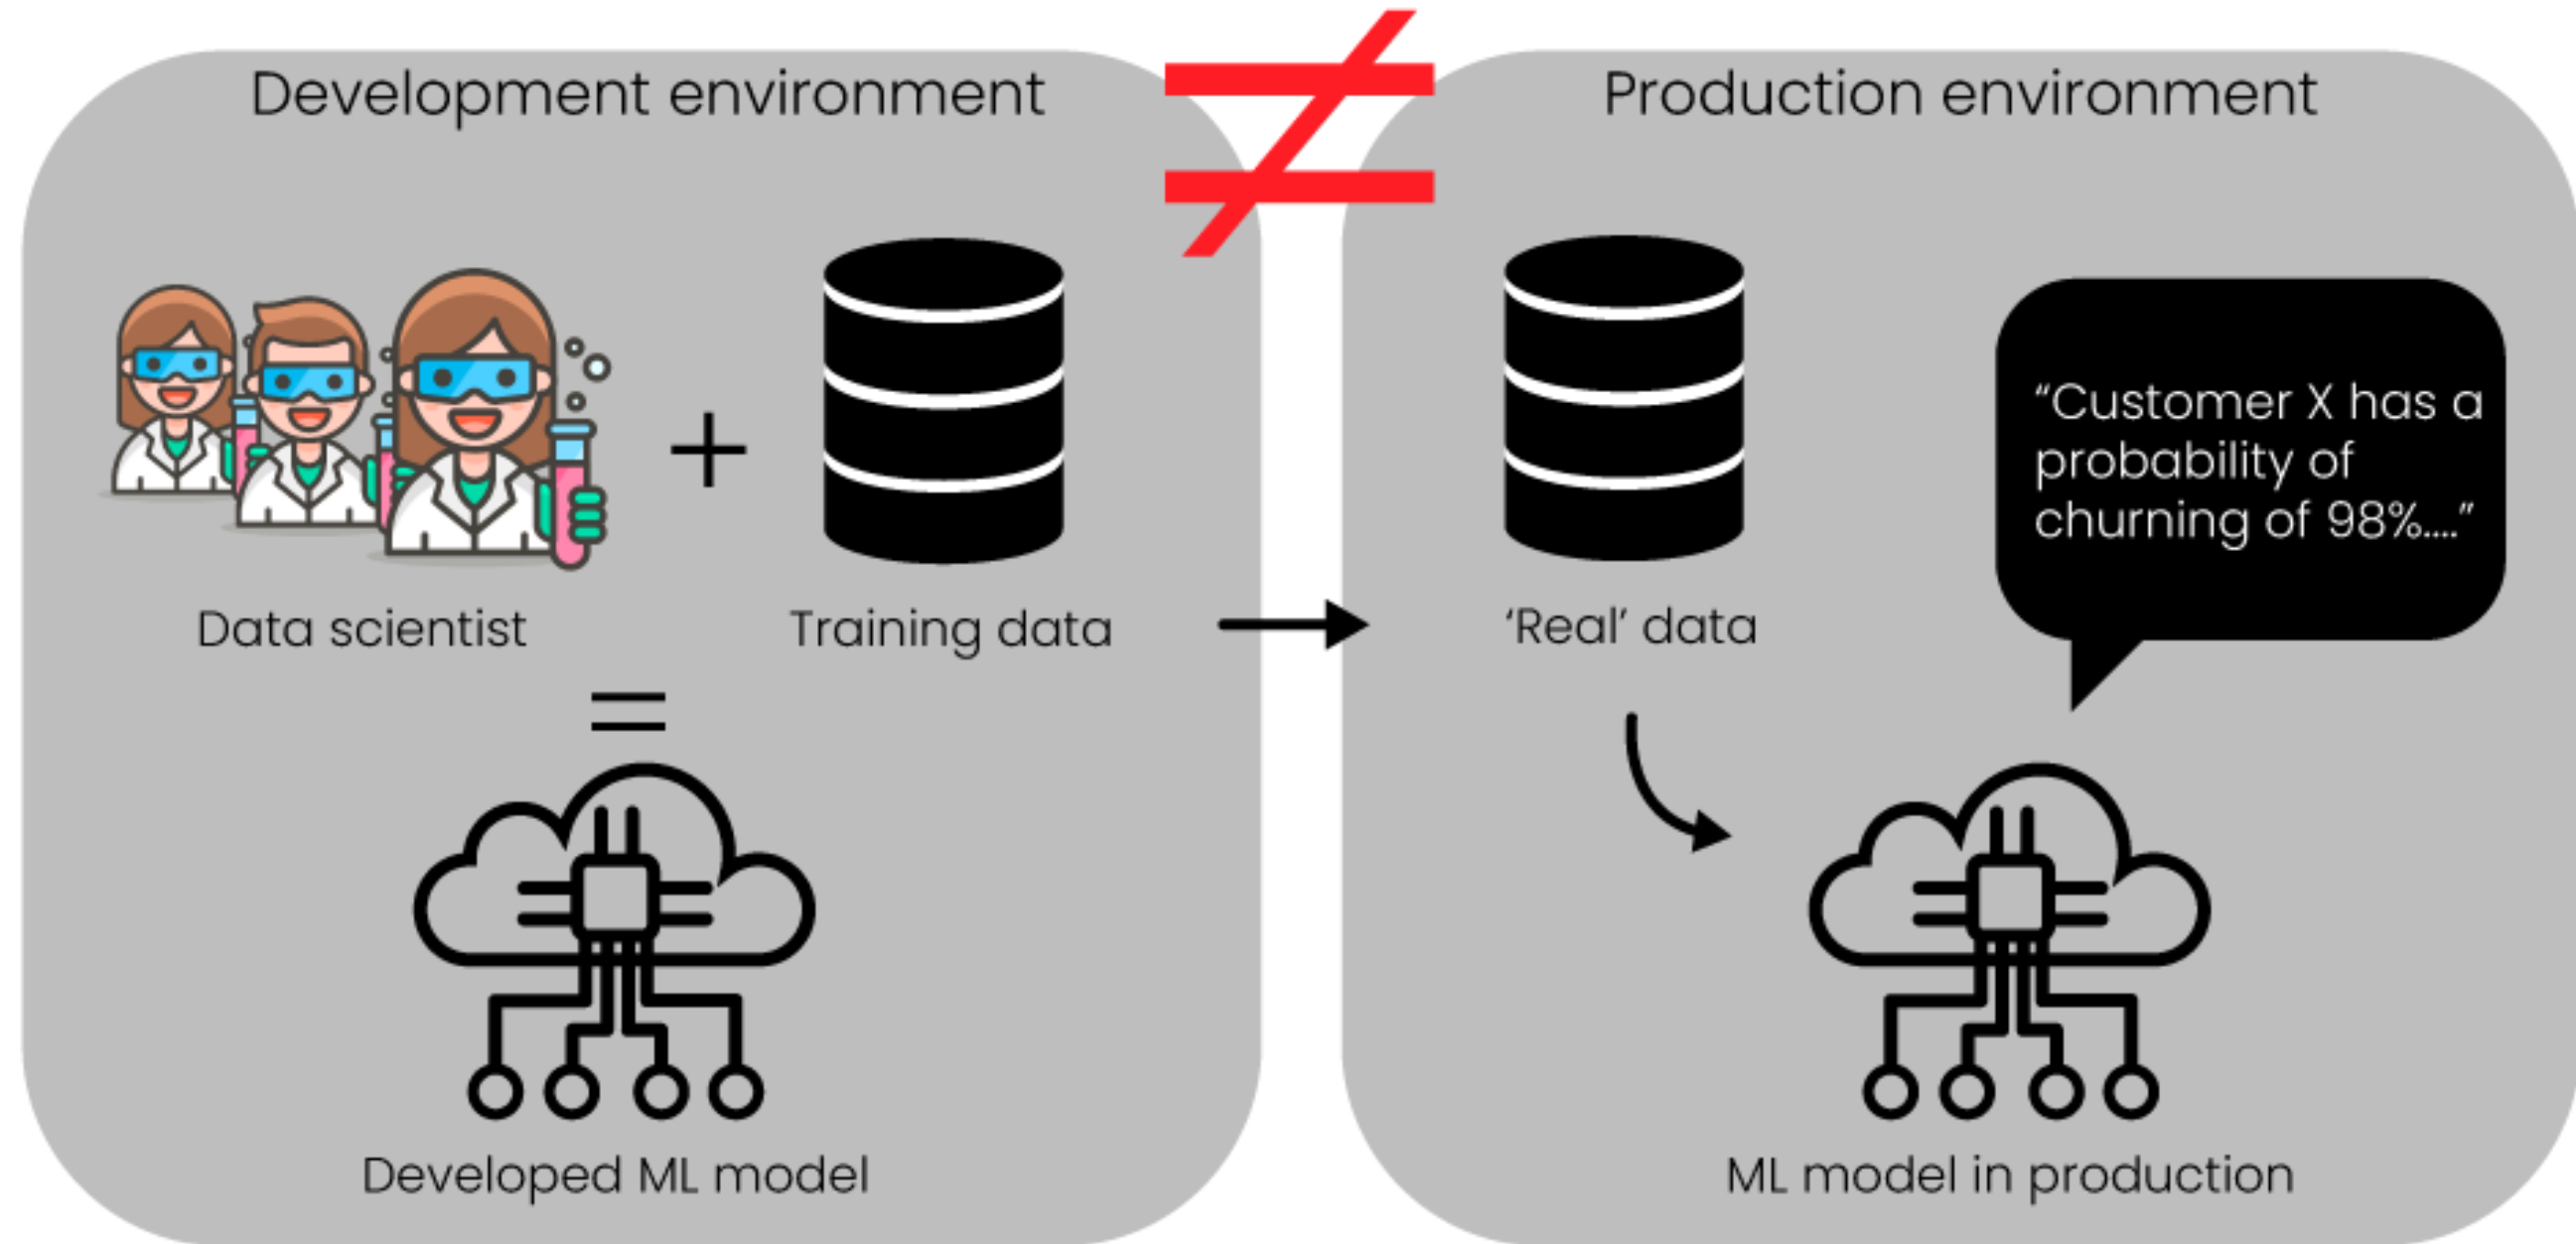 Development environment
Production environment
Data scientist
+
Training data
=
Developed ML model
‘Real’ data
“Customer X has a
probability of
churning of 98%....”
ML model in production